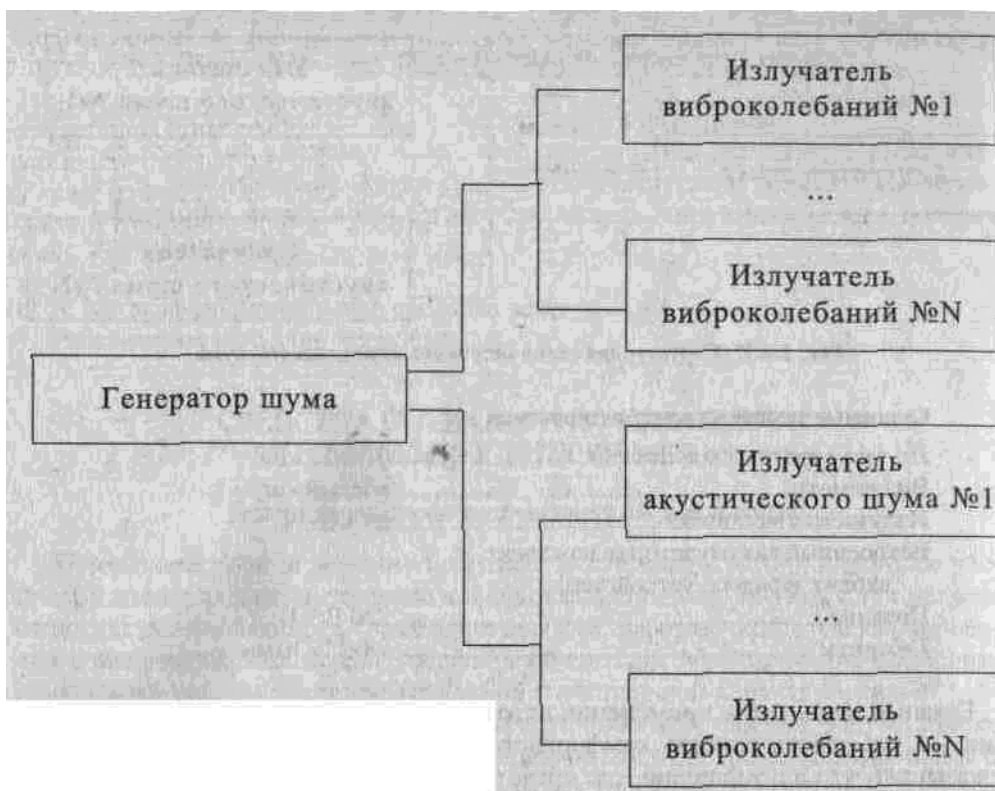 Излучатель
виброколебаний №1
...
Излучатель
виброколебаний №N
Генератор шума
Излучатель
акустического шума №1
...
Излучатель
виброколебаний №N